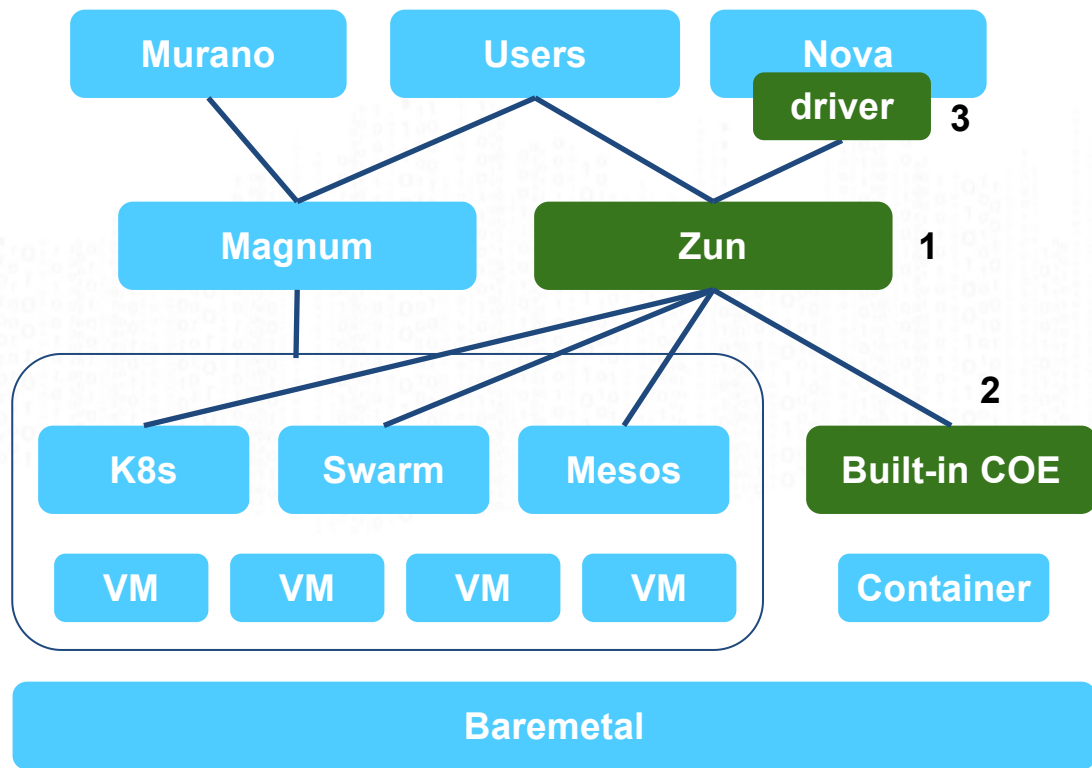 Murano
Users
Nova
driver
3
Magnum
Zun
1
2
K8s
Swarm
Mesos
Built-in COE
VM
VM
VM
VM
Container
Baremetal